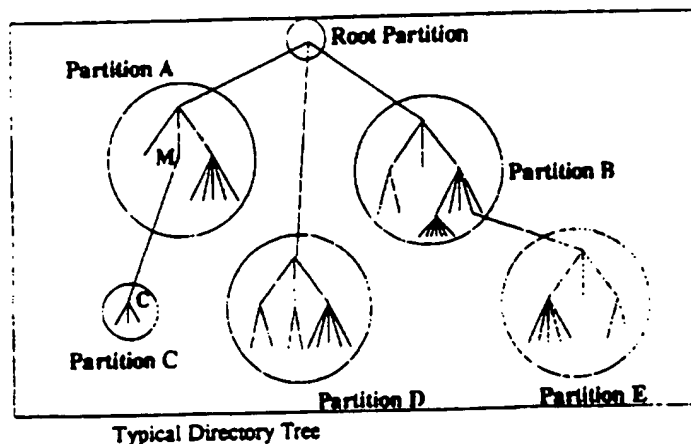 Root Partition
Partition A
M
Partition B
C
Partition C
Partition D
Partition E
Typical Directory Tree